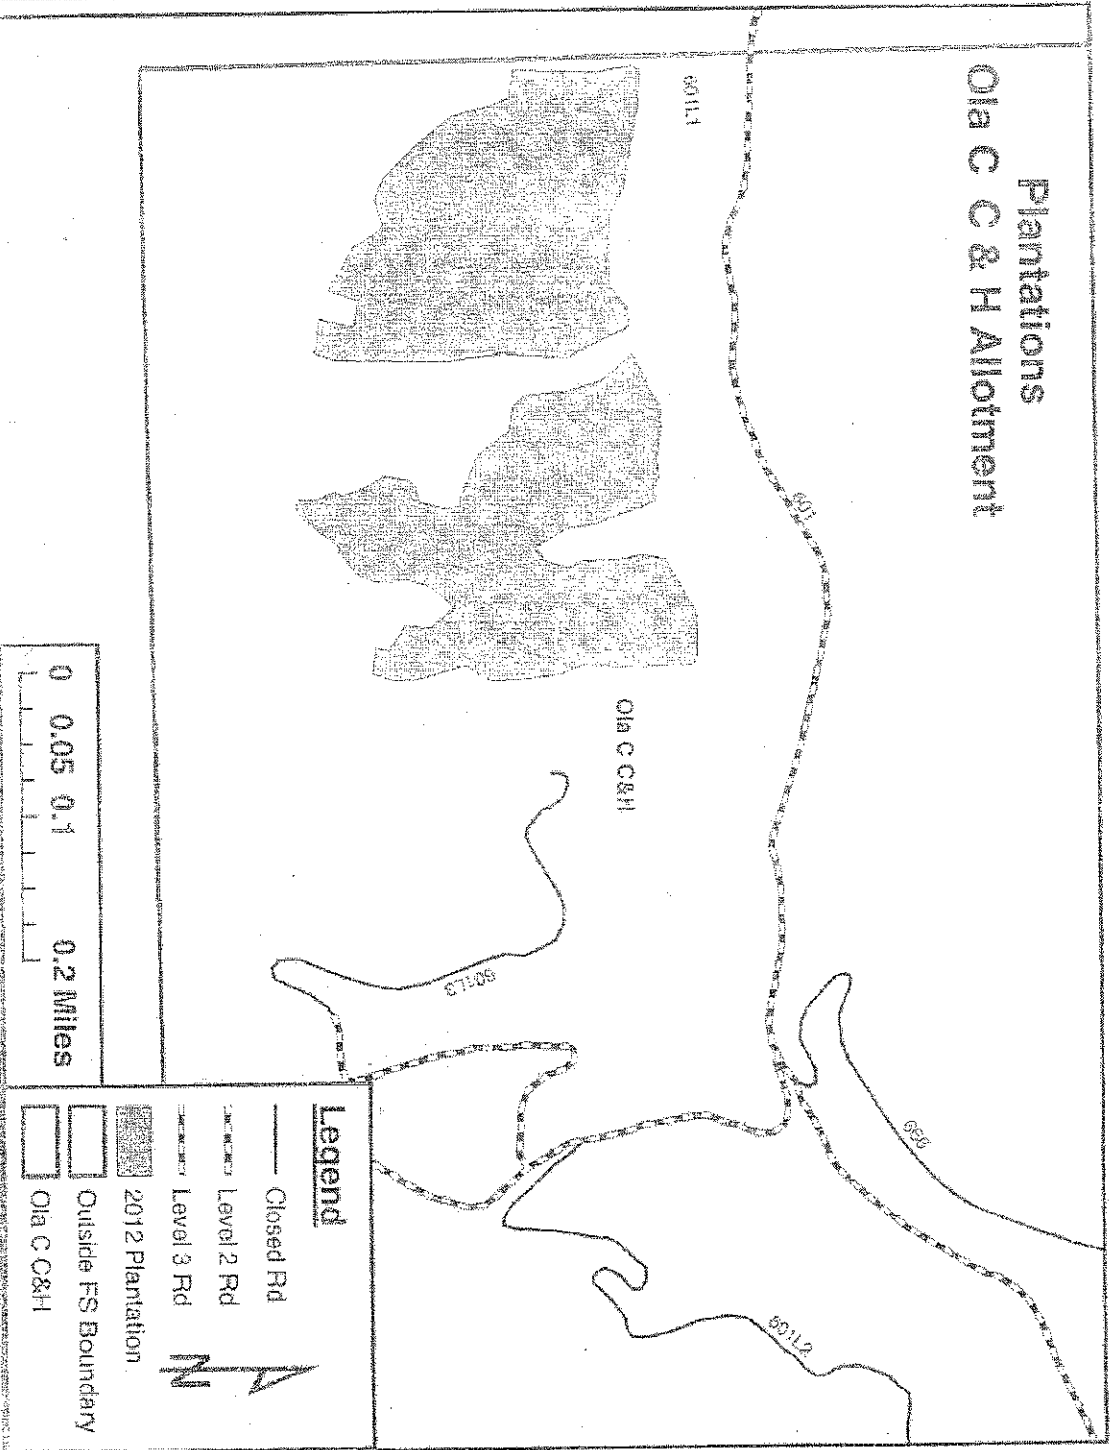 Plantations
Ola C C & H Allotment
601
666
601L1
Ola C C&H
601L3
601L2
Legend
Closed Rd
Level 2 Rd
Level 3 Rd
2012 Plantation
Outside FS Boundary
Ola C C&H
N
0 0.05 0.1 0.2 Miles